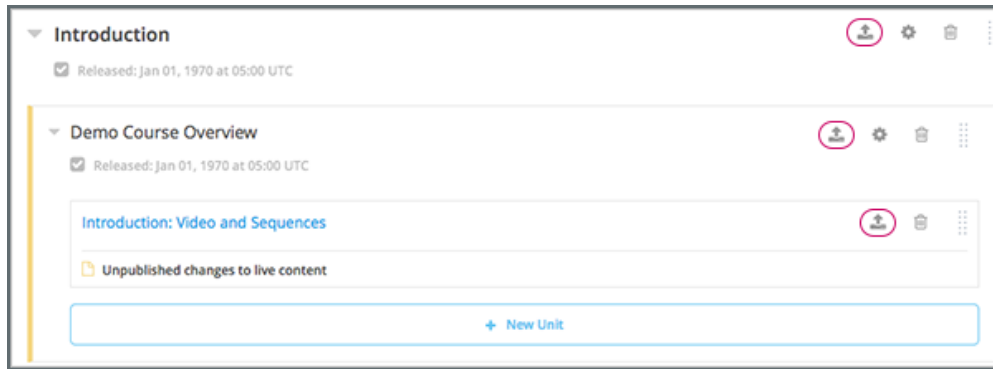 Introduction
Released: Jan 01, 1970 at 05:00 UTC
Demo Course Overview
Released: Jan 01, 1970 at 05:00 UTC
Introduction: Video and Sequences
Unpublished changes to live content
+ New Unit